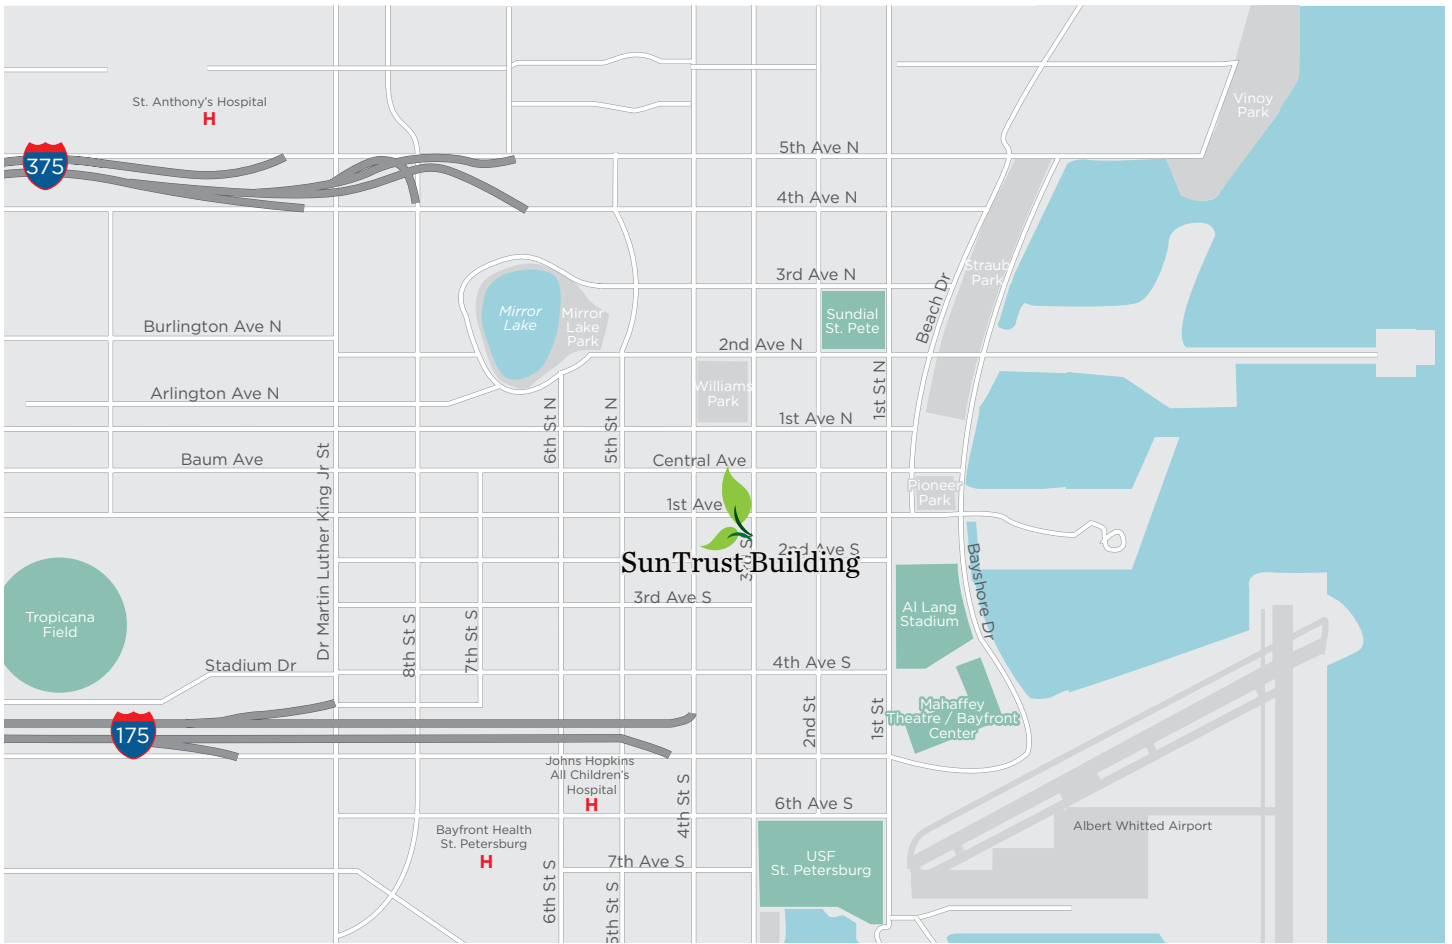 Vinoy
Park
St. Anthony's Hospital
H
5th Ave N
375
4th Ave N
Straub
Park
3rd Ave N
Beach Dr
Mirror
Lake
Mirror
Lake
Park
Sundial
St. Pete
Burlington Ave N
2nd Ave N
Williams
Park
1st St N
Arlington Ave N
6th St N
5th St N
1st Ave N
Baum Ave
Central Ave
Dr Martin Luther King Jr St
Pioneer
Park
1st Ave
2nd Ave S
3rd S
SunTrust Building
Bayshore Dr
3rd Ave S
Al Lang
Stadium
Tropicana
Field
8th St S
7th St S
Stadium Dr
4th Ave S
2nd St
1st St
Mahaffey
Theatre / Bayfront
Center
175
Johns Hopkins
All Children's
Hospital
H
4th St S
6th Ave S
Albert Whitted Airport
Bayfront Health
St. Petersburg
H
7th Ave S
USF
St. Petersburg
6th St S
5th St S